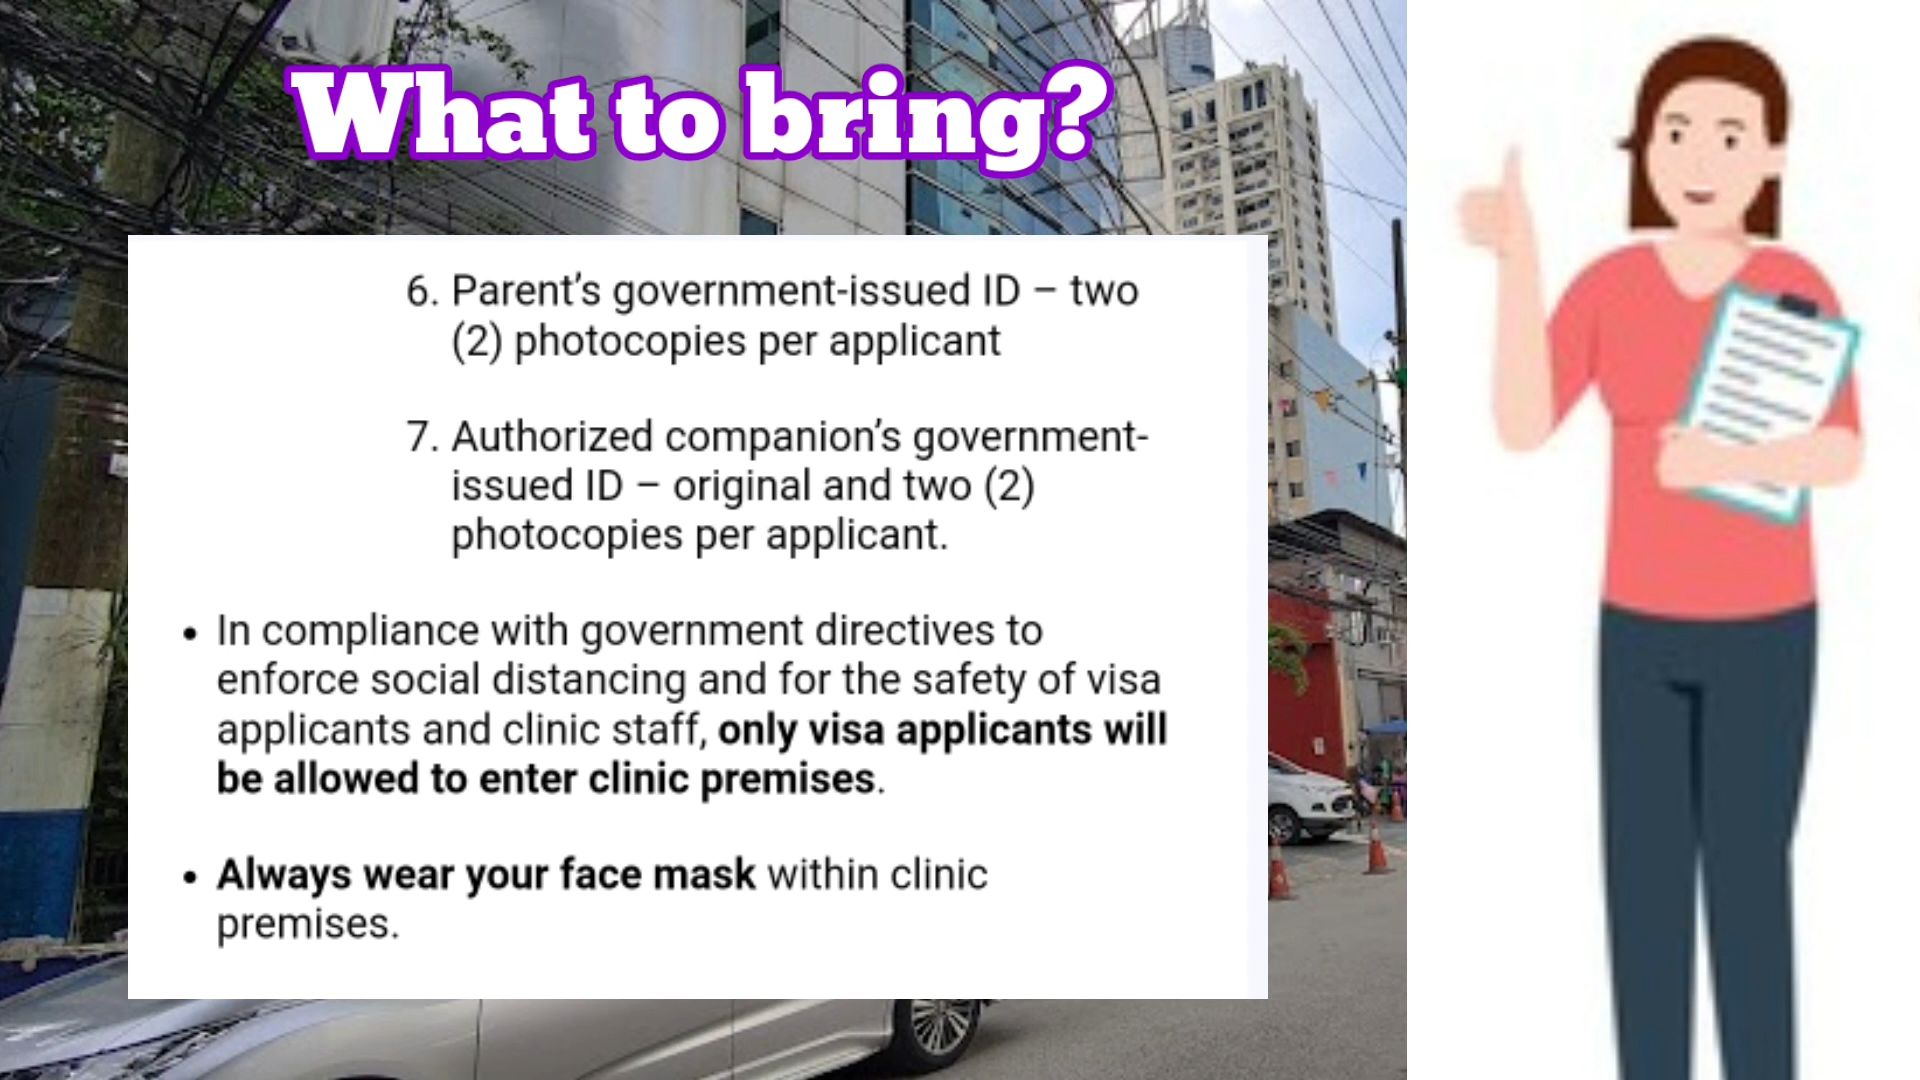 What to bring?
6. Parent’s government-issued ID – two
(2) photocopies per applicant
7. Authorized companion’s government-
issued ID – original and two (2)
photocopies per applicant.
• In compliance with government directives to
enforce social distancing and for the safety of visa
applicants and clinic staff, only visa applicants will
be allowed to enter clinic premises.
• Always wear your face mask within clinic
premises.